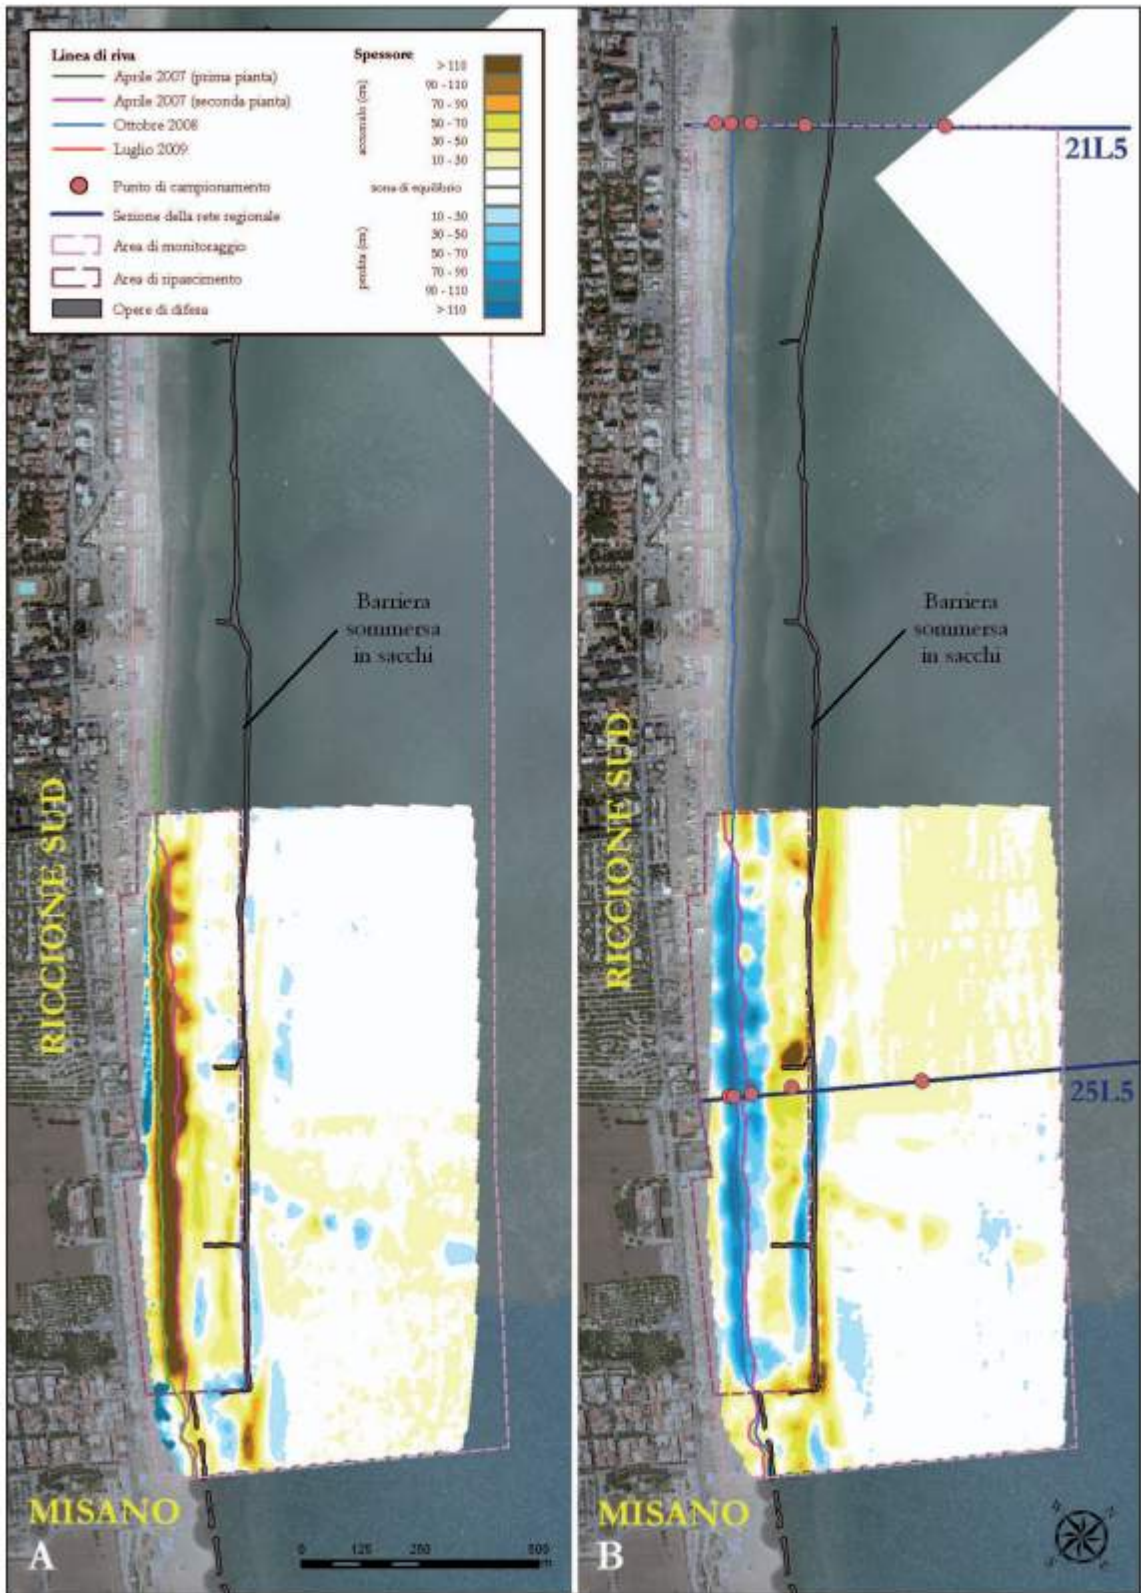 Linea di riva
Aprile 2007 (prima pianta)
Aprile 2007 (seconda pianta)
Ottobre 2008
Luglio 2009
Punto di campionamento
Sezione della rete regionale
Area di monitoraggio
Area di ripascimento
Opere di difesa
Spessore
accumulo (cm)
> 110
90 - 110
70 - 90
50 - 70
30 - 50
10 - 30
zona di equilibrio
perdita (cm)
10 - 30
30 - 50
50 - 70
70 - 90
90 - 110
> 110
Barriera
sommersa
in sacchi
RICCIONE SUD
MISANO
A
0 125 250 500
m
21L5
Barriera
sommersa
in sacchi
RICCIONE SUD
25L5
MISANO
B